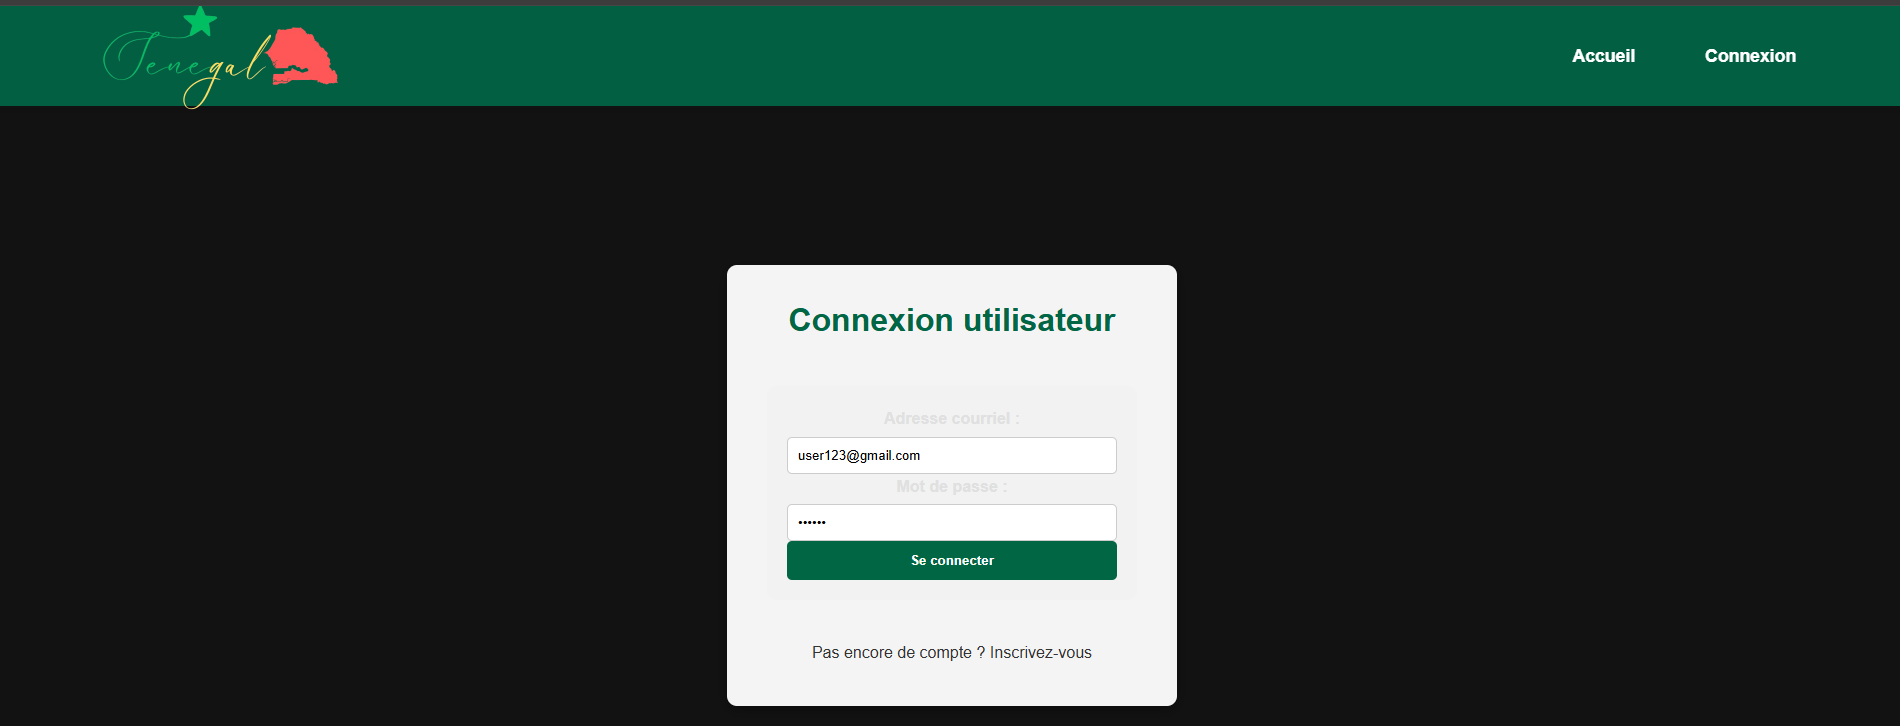 Tenegal
Accueil
Connexion
Connexion utilisateur
Adresse courriel :
user123@gmail.com
Mot de passe :
••••••
Se connecter
Pas encore de compte ? Inscrivez-vous